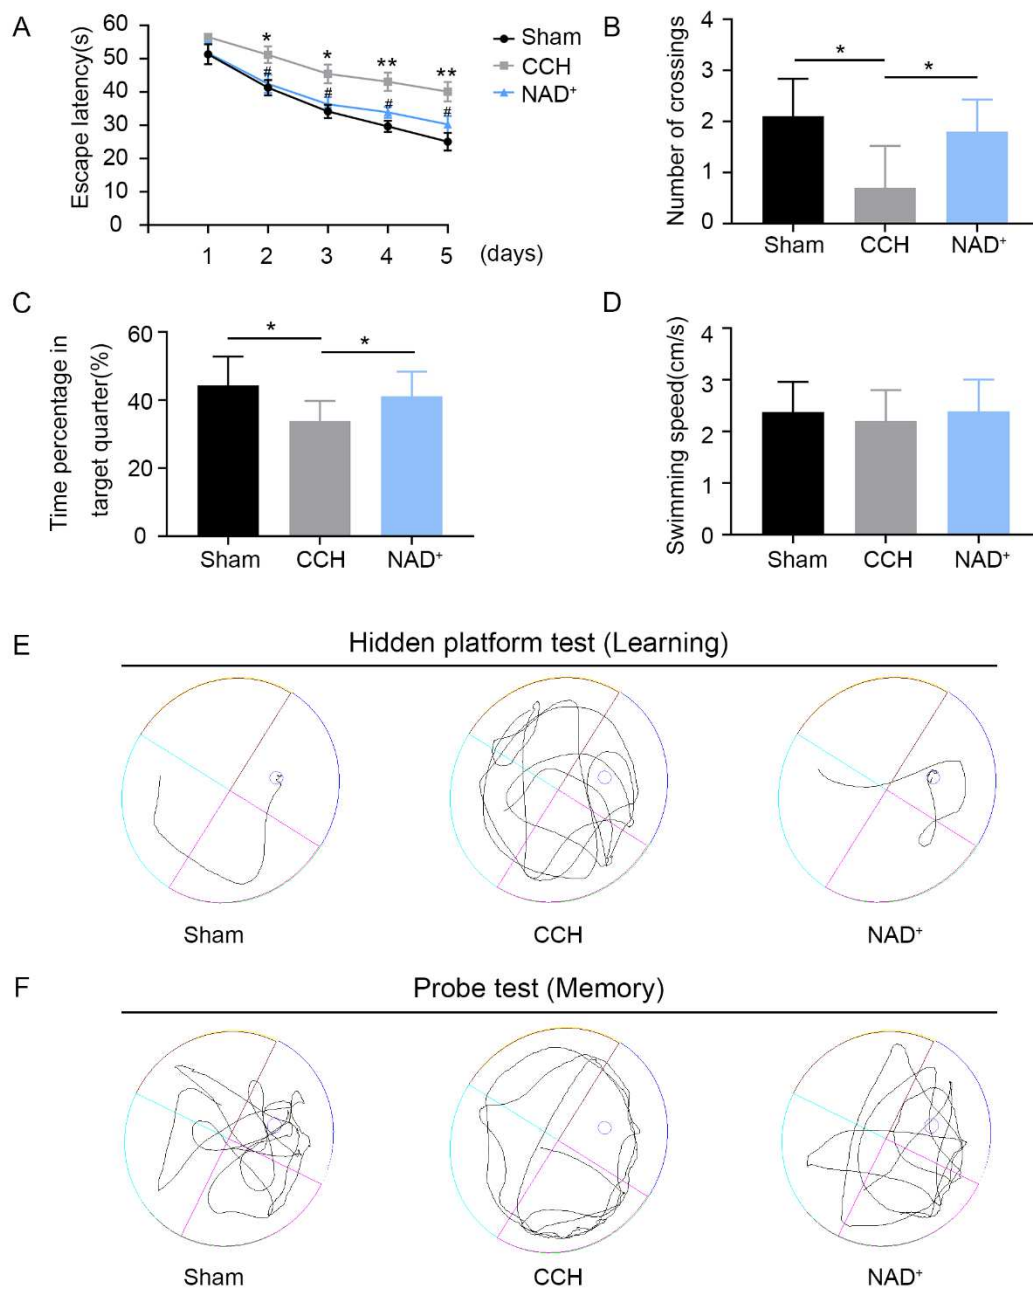 A
Escape latency(s)
60
50
40
30
20
10
0
1 2 3 4 5 (days)
* * ** **
# # # #
Sham
CCH
NAD⁺
B
Number of crossings
4
3
2
1
0
* *
Sham CCH NAD⁺
C
Time percentage in
target quarter(%)
60
40
20
0
* *
Sham CCH NAD⁺
D
Swimming speed(cm/s)
4
3
2
1
0
Sham CCH NAD⁺
E
Hidden platform test (Learning)
Sham CCH NAD⁺
F
Probe test (Memory)
Sham CCH NAD⁺